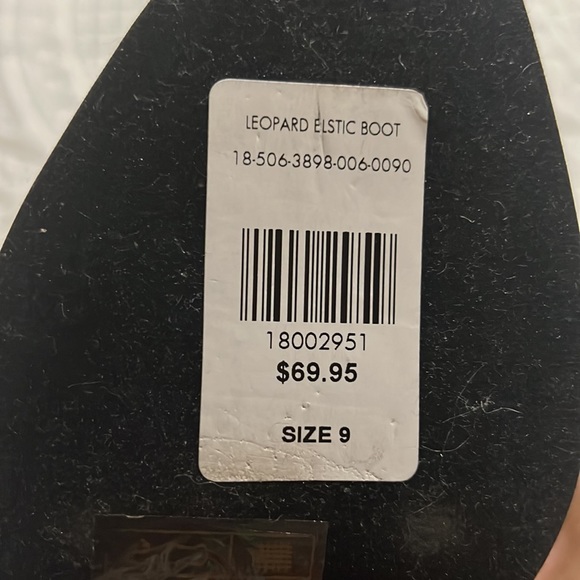 LEOPARD ELSTIC BOOT
18-506-3898-006-0090
18002951
$69.95
SIZE 9